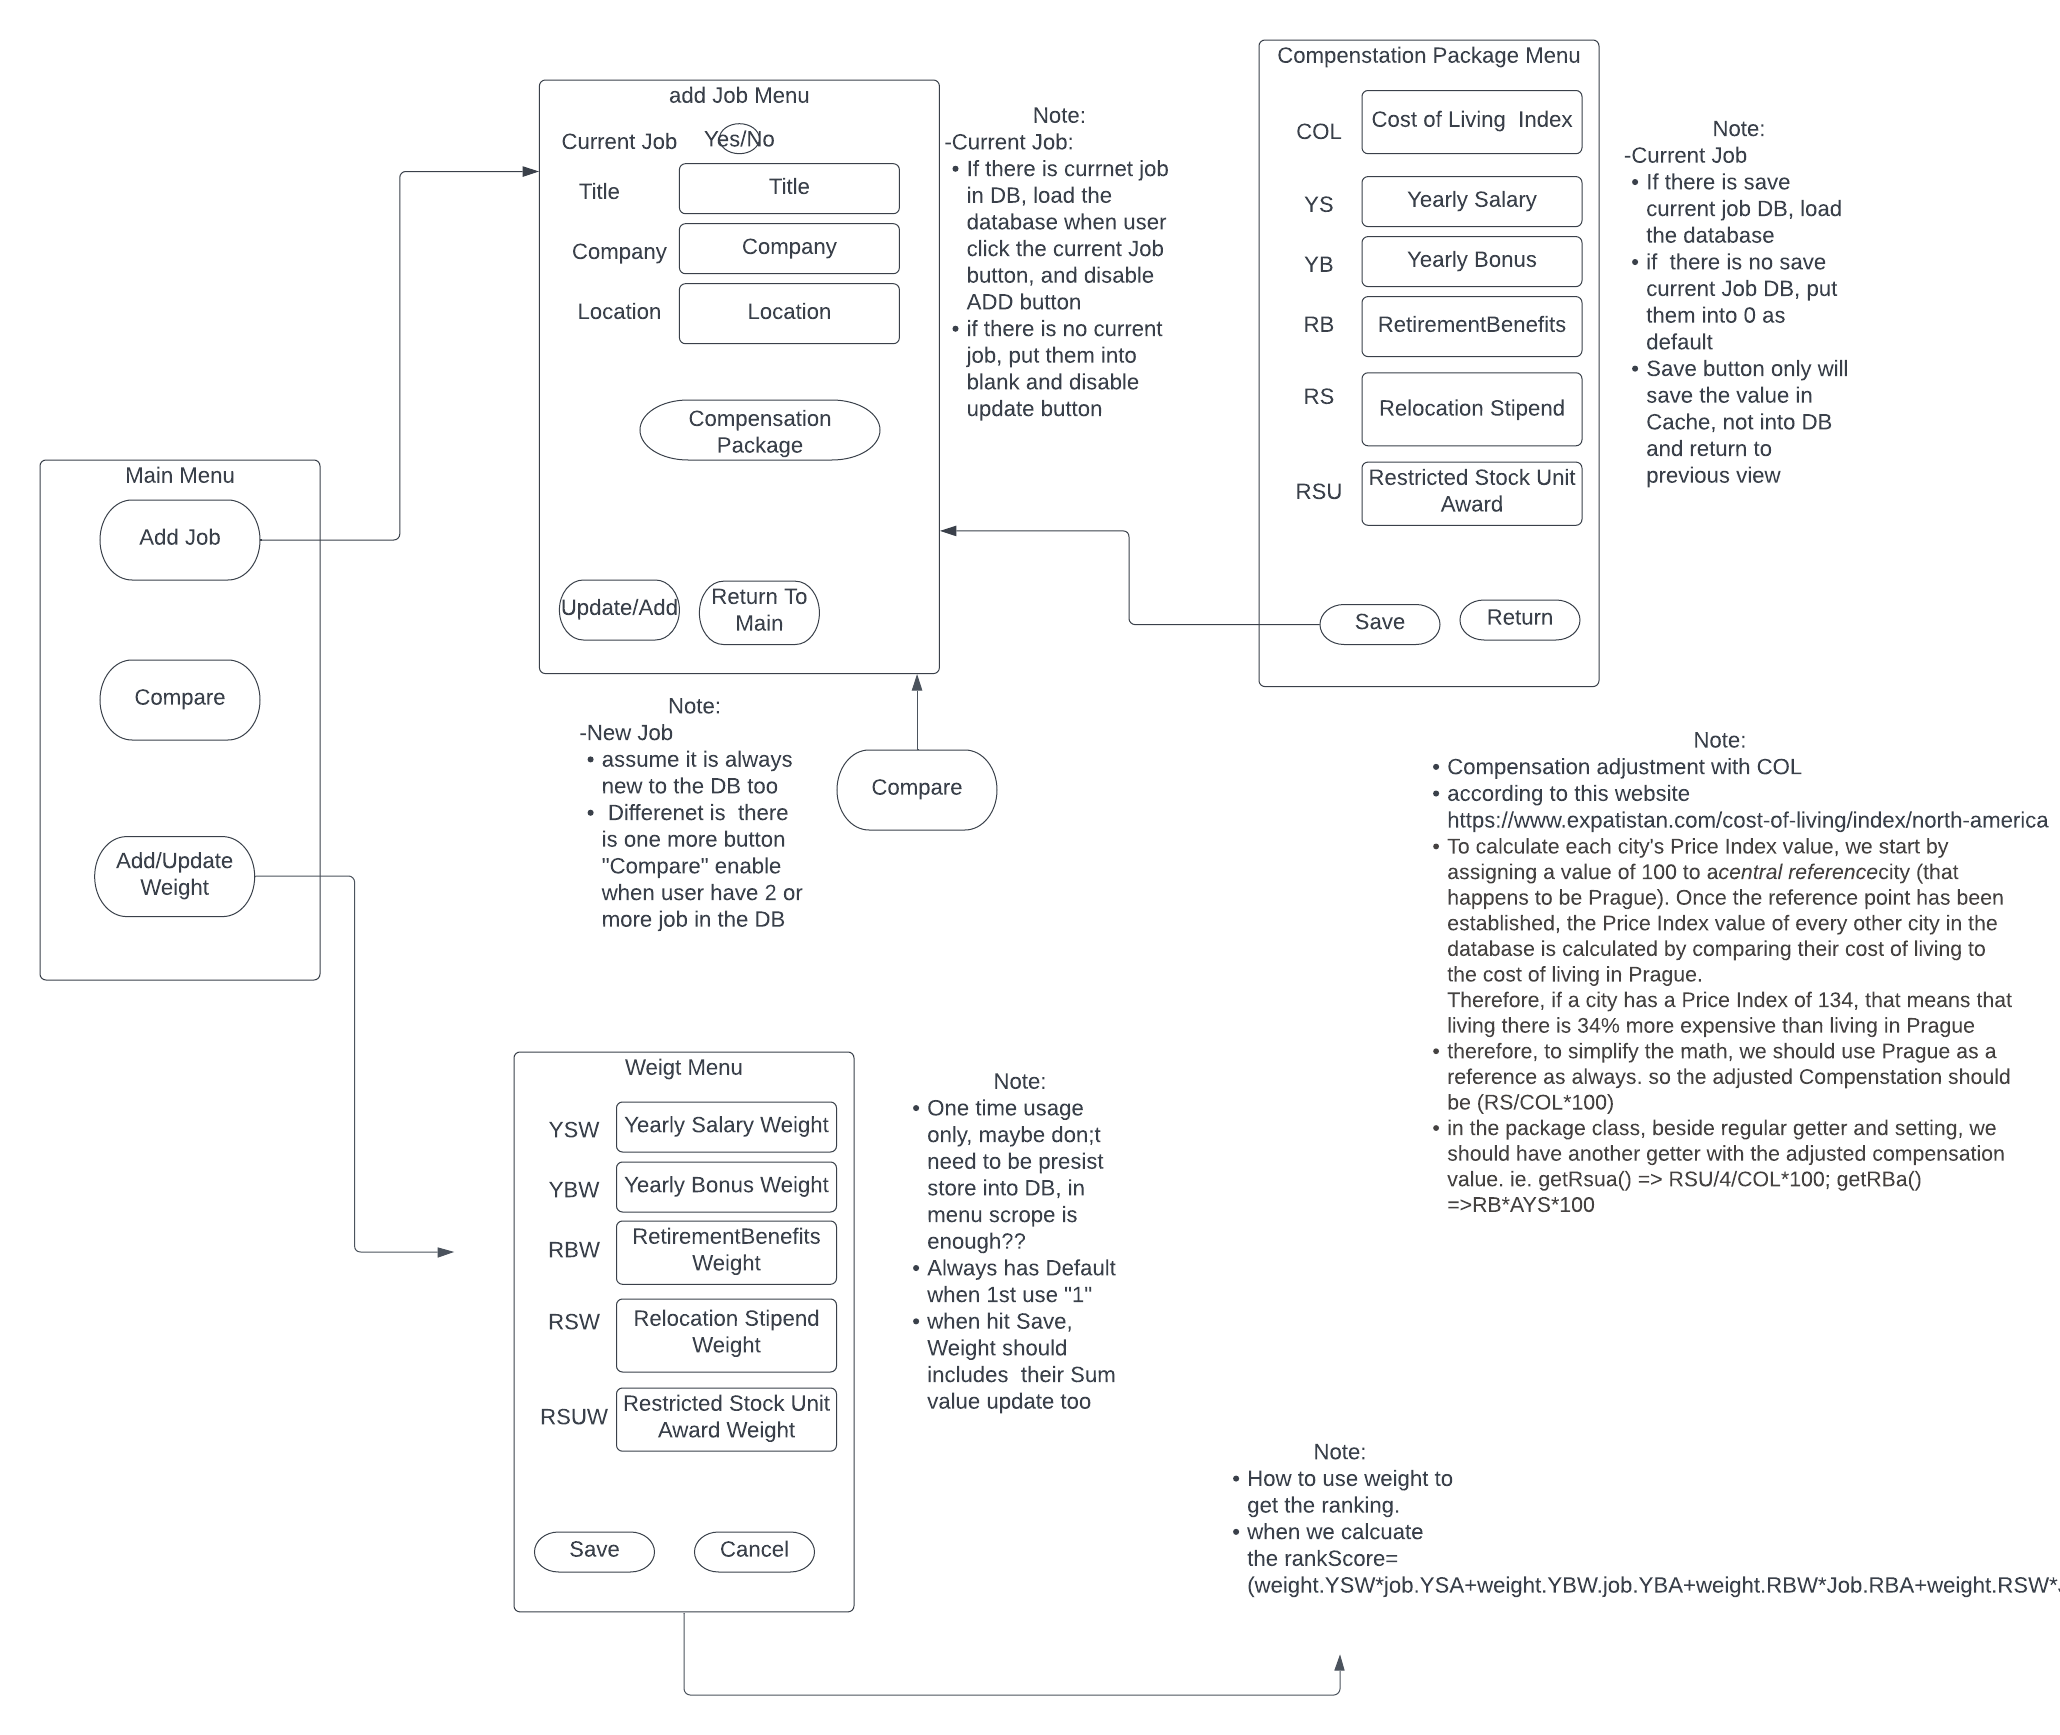 Main Menu
Add Job
Compare
Add/Update
Weight
add Job Menu
Current Job
Yes/No
Title
Title
Company
Company
Location
Location
Compensation
Package
Update/Add
Return To
Main
Note:
-Current Job:
• If there is currnet job
in DB, load the
database when user
click the current Job
button, and disable
ADD button
• if there is no current
job, put them into
blank and disable
update button
Compenstation Package Menu
COL
Cost of Living  Index
YS
Yearly Salary
YB
Yearly Bonus
RB
RetirementBenefits
RS
Relocation Stipend
RSU
Restricted Stock Unit
Award
Save
Return
Note:
-Current Job
• If there is save
current job DB, load
the database
• if  there is no save
current Job DB, put
them into 0 as
default
• Save button only will
save the value in
Cache, not into DB
and return to
previous view
Note:
-New Job
• assume it is always
new to the DB too
•  Differenet is  there
is one more button
"Compare" enable
when user have 2 or
more job in the DB
Compare
Note:
• Compensation adjustment with COL
• according to this website
https://www.expatistan.com/cost-of-living/index/north-america
• To calculate each city's Price Index value, we start by
assigning a value of 100 to acentral referencecity (that
happens to be Prague). Once the reference point has been
established, the Price Index value of every other city in the
database is calculated by comparing their cost of living to
the cost of living in Prague.
Therefore, if a city has a Price Index of 134, that means that
living there is 34% more expensive than living in Prague
• therefore, to simplify the math, we should use Prague as a
reference as always. so the adjusted Compenstation should
be (RS/COL*100)
• in the package class, beside regular getter and setting, we
should have another getter with the adjusted compensation
value. ie. getRsua() => RSU/4/COL*100; getRBa()
=>RB*AYS*100
Weigt Menu
YSW
Yearly Salary Weight
YBW
Yearly Bonus Weight
RBW
RetirementBenefits
Weight
RSW
Relocation Stipend
Weight
RSUW
Restricted Stock Unit
Award Weight
Save
Cancel
Note:
• One time usage
only, maybe don;t
need to be presist
store into DB, in
menu scrope is
enough??
• Always has Default
when 1st use "1"
• when hit Save,
Weight should
includes  their Sum
value update too
Note:
• How to use weight to
get the ranking.
• when we calcuate
the rankScore=
(weight.YSW*job.YSA+weight.YBW.job.YBA+weight.RBW*Job.RBA+weight.RSW*